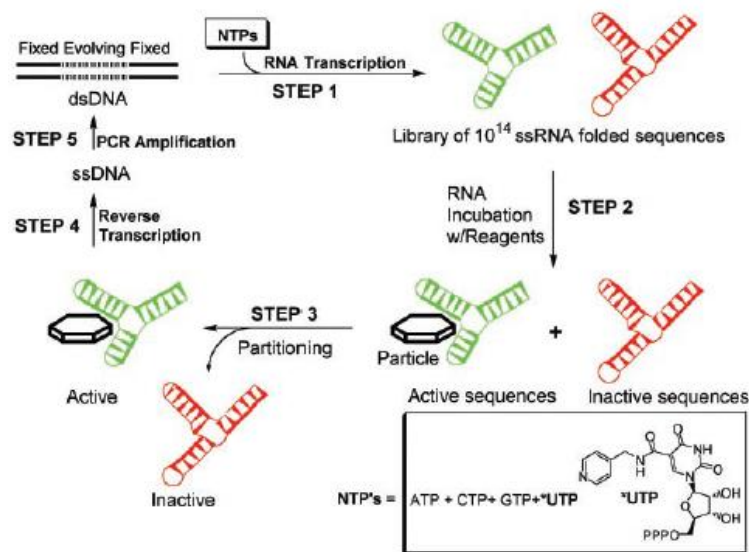 Fixed Evolving Fixed
dsDNA
NTPs
RNA Transcription
STEP 1
Library of 10¹⁴ ssRNA folded sequences
STEP 5
PCR Amplification
ssDNA
STEP 4
Reverse
Transcription
RNA
Incubation
w/Reagents
STEP 2
STEP 3
Partitioning
Particle
+
Active
Active sequences
Inactive sequences
Inactive
NTP's = ATP + CTP+ GTP+*UTP
*UTP
O
O
NH
N
H
N
O
N
O
OH
OH
PPPO